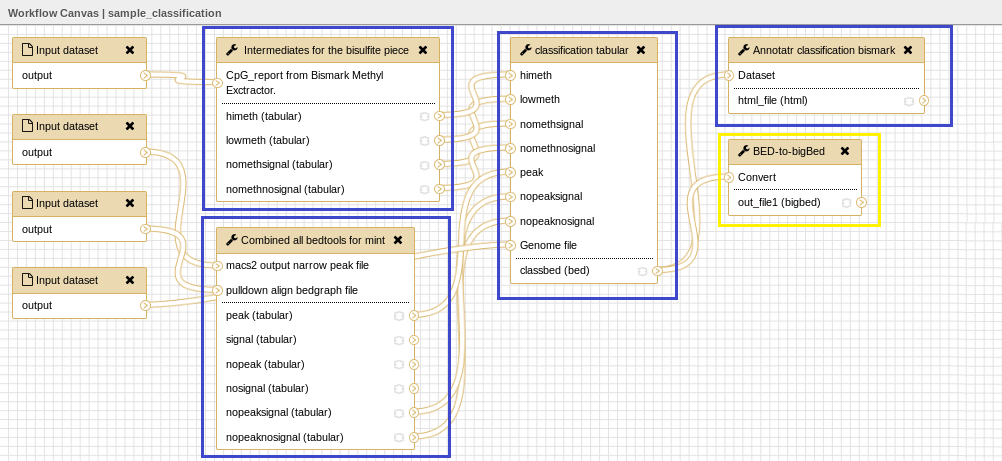 Workflow Canvas | sample_classification
Input dataset
output
Input dataset
output
Input dataset
output
Input dataset
output
Intermediates for the bisulfite piece
CpG_report from Bismark Methyl
Exctractor.
himeth (tabular)
lowmeth (tabular)
nomethsignal (tabular)
nomethnosignal (tabular)
Combined all bedtools for mint
macs2 output narrow peak file
pulldown align bedgraph file
peak (tabular)
signal (tabular)
nopeak (tabular)
nosignal (tabular)
nopeaksignal (tabular)
nopeaknosignal (tabular)
classification tabular
himeth
lowmeth
nomethsignal
nomethnosignal
peak
nopeaksignal
nopeaknosignal
Genome file
classbed (bed)
Annotatr classification bismark
Dataset
html_file (html)
BED-to-bigBed
Convert
out_file1 (bigbed)